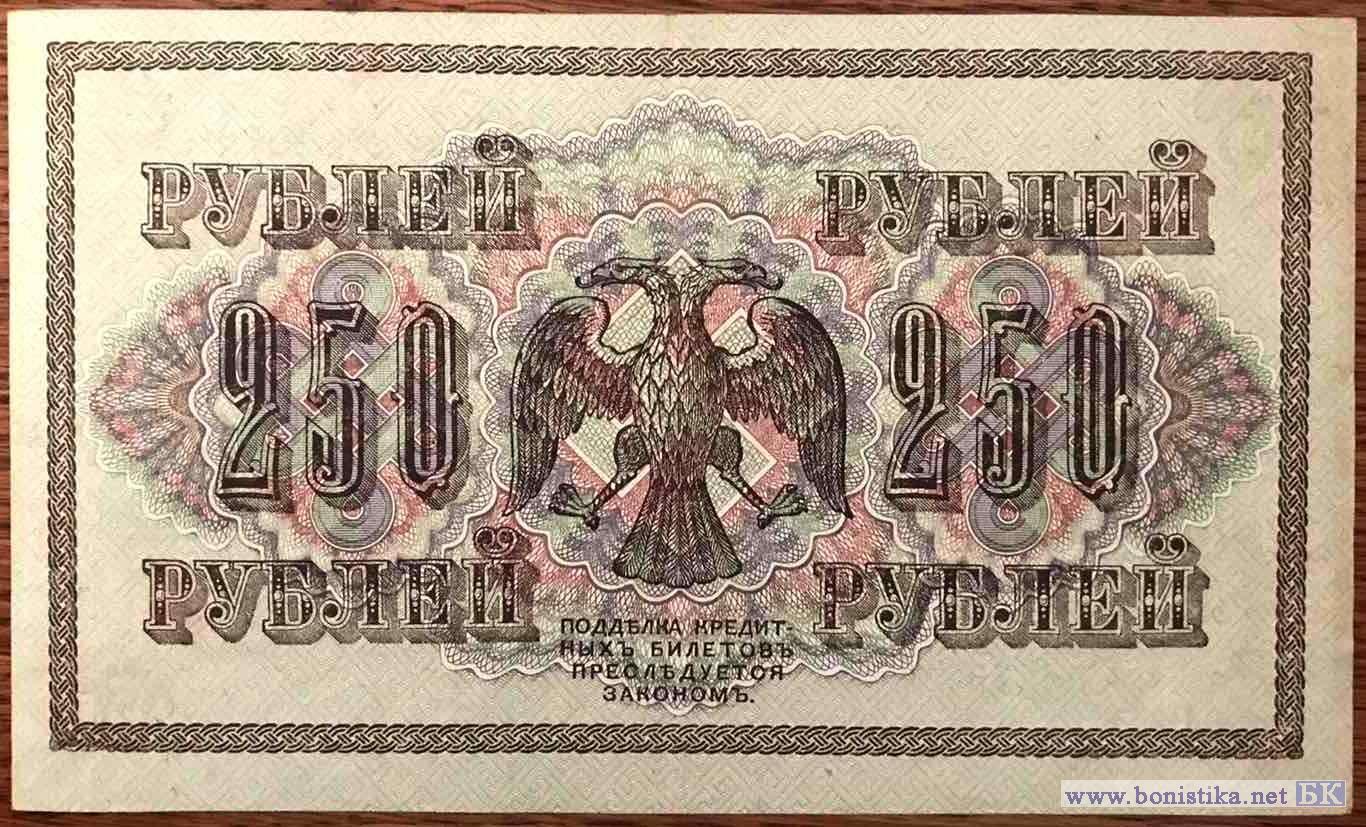 РУБЛЕЙ РУБЛЕЙ
250 250
РУБЛЕЙ РУБЛЕЙ
ПОДДѢЛКА КРЕДИТ-
НЫХЪ БИЛЕТОВЪ
ПРЕСЛѢДУЕТСЯ
ЗАКОНОМЪ.
www.bonistika.net БК